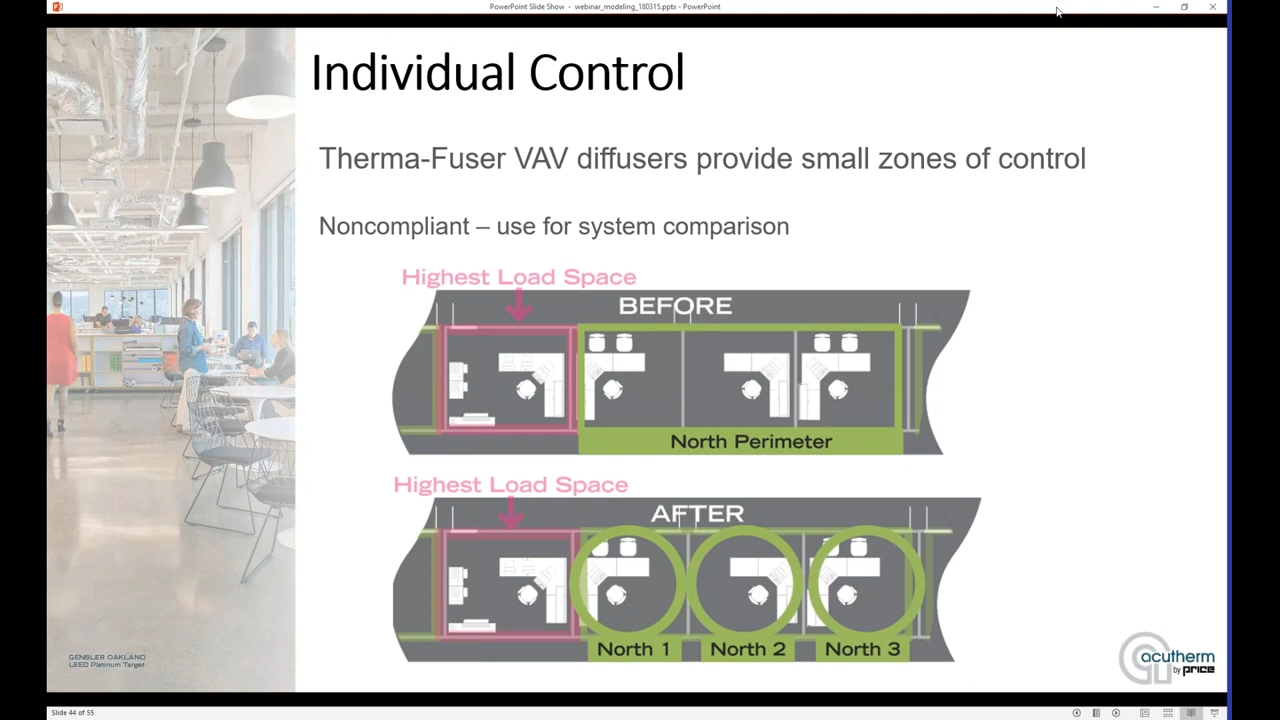 PowerPoint Slide Show - webinar_modeling_180315.pptx - PowerPoint
Individual Control
Therma-Fuser VAV diffusers provide small zones of control
Noncompliant – use for system comparison
Highest Load Space
BEFORE
North Perimeter
Highest Load Space
AFTER
North 1 North 2 North 3
GENSLER OAKLAND
LEED Platinum Target
acutherm
by price
Slide 44 of 55